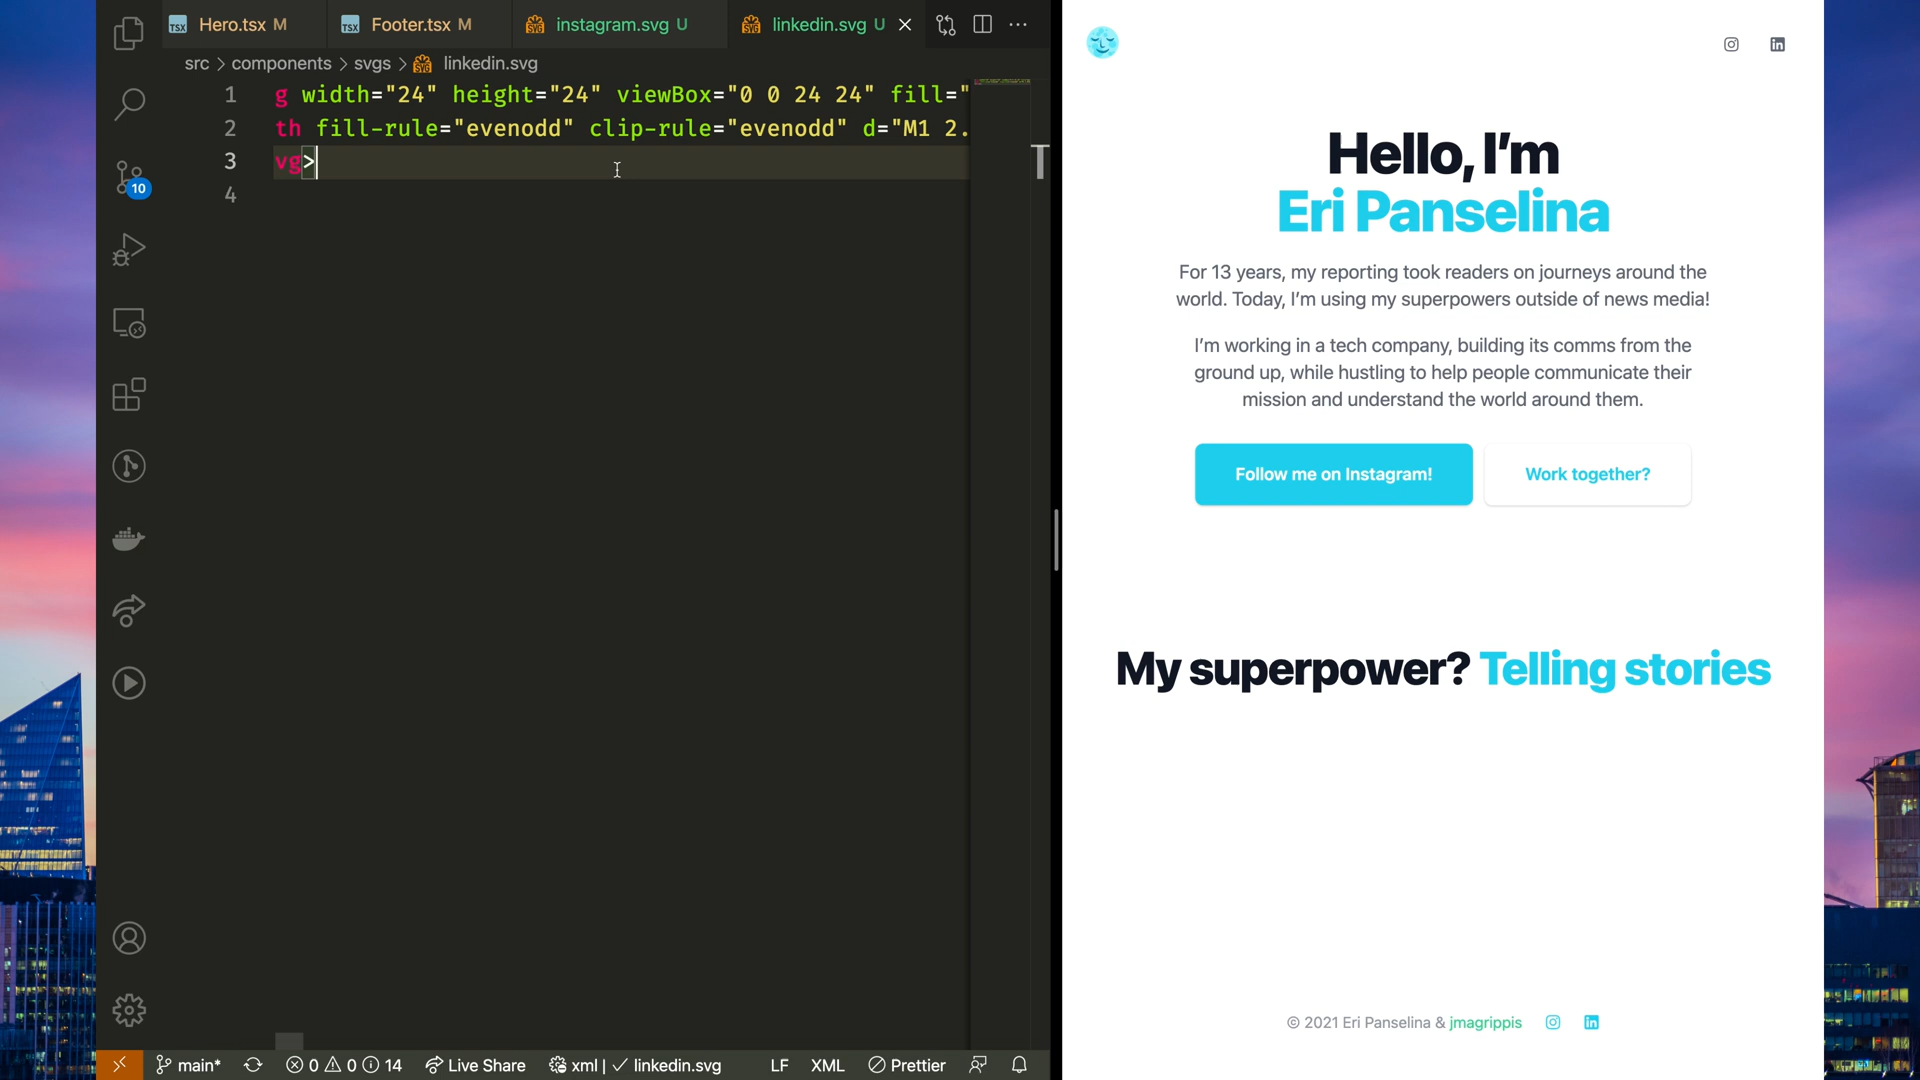 Hero.tsx M
Footer.tsx M
instagram.svg U
linkedin.svg U
src > components > svgs > linkedin.svg
1 g width="24" height="24" viewBox="0 0 24 24" fill="
2 th fill-rule="evenodd" clip-rule="evenodd" d="M1 2.
3 vg>
4
10
main* 0 0 14 Live Share xml | ✓ linkedin.svg LF XML Prettier
Hello, I’m
Eri Panselina
For 13 years, my reporting took readers on journeys around the
world. Today, I’m using my superpowers outside of news media!
I’m working in a tech company, building its comms from the
ground up, while hustling to help people communicate their
mission and understand the world around them.
Follow me on Instagram!
Work together?
My superpower? Telling stories
© 2021 Eri Panselina & jmagrippis